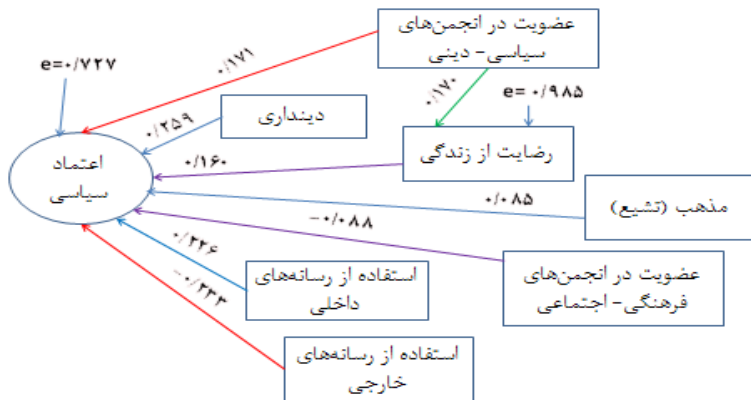 عضویت در انجمن‌های
سیاسی- دینی
e=۰/۷۲۷
۰/۱۷۱
۰/۱۷۰
e= ۰/۹۸۵
دینداری
۰/۲۵۹
رضایت از زندگی
۰/۱۶۰
اعتماد
سیاسی
مذهب (تشیع)
۰/۰۸۵
-۰/۰۸۸
عضویت در انجمن‌های
فرهنگی- اجتماعی
۰/۲۲۶
استفاده از رسانه‌های
داخلی
-۰/۲۳۳
استفاده از رسانه‌های
خارجی